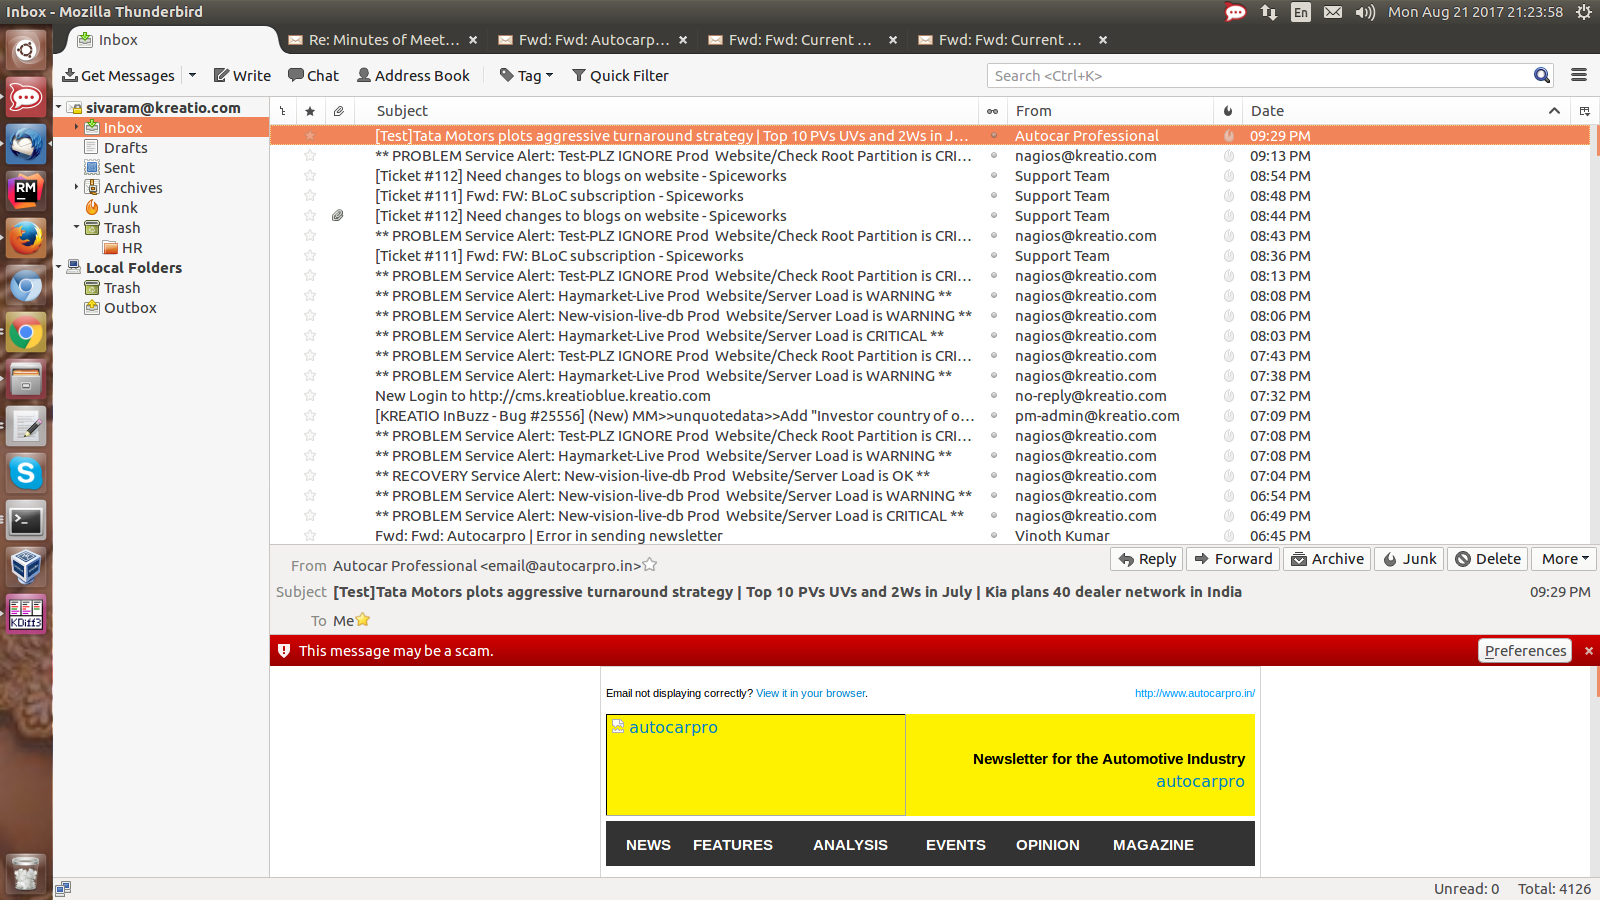 Inbox - Mozilla Thunderbird
En
Mon Aug 21 2017 21:23:58
Inbox
Re: Minutes of Meet...
Fwd: Fwd: Autocarp...
Fwd: Fwd: Current ...
Fwd: Fwd: Current ...
Get Messages
Write
Chat
Address Book
Tag
Quick Filter
Search <Ctrl+K>
sivaram@kreatio.com
Inbox
Drafts
Sent
Archives
Junk
Trash
HR
Local Folders
Trash
Outbox
Subject From Date
[Test]Tata Motors plots aggressive turnaround strategy | Top 10 PVs UVs and 2Ws in J... Autocar Professional 09:29 PM
** PROBLEM Service Alert: Test-PLZ IGNORE Prod Website/Check Root Partition is CRI... nagios@kreatio.com 09:13 PM
[Ticket #112] Need changes to blogs on website - Spiceworks Support Team 08:54 PM
[Ticket #111] Fwd: FW: BLoC subscription - Spiceworks Support Team 08:48 PM
[Ticket #112] Need changes to blogs on website - Spiceworks Support Team 08:44 PM
** PROBLEM Service Alert: Test-PLZ IGNORE Prod Website/Check Root Partition is CRI... nagios@kreatio.com 08:43 PM
[Ticket #111] Fwd: FW: BLoC subscription - Spiceworks Support Team 08:36 PM
** PROBLEM Service Alert: Test-PLZ IGNORE Prod Website/Check Root Partition is CRI... nagios@kreatio.com 08:13 PM
** PROBLEM Service Alert: Haymarket-Live Prod Website/Server Load is WARNING ** nagios@kreatio.com 08:08 PM
** PROBLEM Service Alert: New-vision-live-db Prod Website/Server Load is WARNING ** nagios@kreatio.com 08:06 PM
** PROBLEM Service Alert: Haymarket-Live Prod Website/Server Load is CRITICAL ** nagios@kreatio.com 08:03 PM
** PROBLEM Service Alert: Test-PLZ IGNORE Prod Website/Check Root Partition is CRI... nagios@kreatio.com 07:43 PM
** PROBLEM Service Alert: Haymarket-Live Prod Website/Server Load is WARNING ** nagios@kreatio.com 07:38 PM
New Login to http://cms.kreatioblue.kreatio.com no-reply@kreatio.com 07:32 PM
[KREATIO InBuzz - Bug #25556] (New) MM>>unquotedata>>Add "Investor country of o... pm-admin@kreatio.com 07:09 PM
** PROBLEM Service Alert: Test-PLZ IGNORE Prod Website/Check Root Partition is CRI... nagios@kreatio.com 07:08 PM
** PROBLEM Service Alert: Haymarket-Live Prod Website/Server Load is WARNING ** nagios@kreatio.com 07:08 PM
** RECOVERY Service Alert: New-vision-live-db Prod Website/Server Load is OK ** nagios@kreatio.com 07:04 PM
** PROBLEM Service Alert: New-vision-live-db Prod Website/Server Load is WARNING ** nagios@kreatio.com 06:54 PM
** PROBLEM Service Alert: New-vision-live-db Prod Website/Server Load is CRITICAL ** nagios@kreatio.com 06:49 PM
Fwd: Fwd: Autocarpro | Error in sending newsletter Vinoth Kumar 06:45 PM
From Autocar Professional <email@autocarpro.in>
Reply Forward Archive Junk Delete More
Subject [Test]Tata Motors plots aggressive turnaround strategy | Top 10 PVs UVs and 2Ws in July | Kia plans 40 dealer network in India 09:29 PM
To Me
This message may be a scam.
Preferences
Email not displaying correctly? View it in your browser.
http://www.autocarpro.in/
autocarpro
Newsletter for the Automotive Industry
autocarpro
NEWS FEATURES ANALYSIS EVENTS OPINION MAGAZINE
Unread: 0 Total: 4126
RM
KDiff3